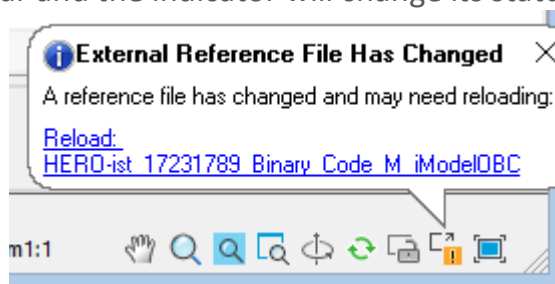 and the indicator will change its
External Reference File Has Changed
A reference file has changed and may need reloading:
Reload:
HERO-ist_17231789_Binary_Code_M_iModelOBC
m1:1